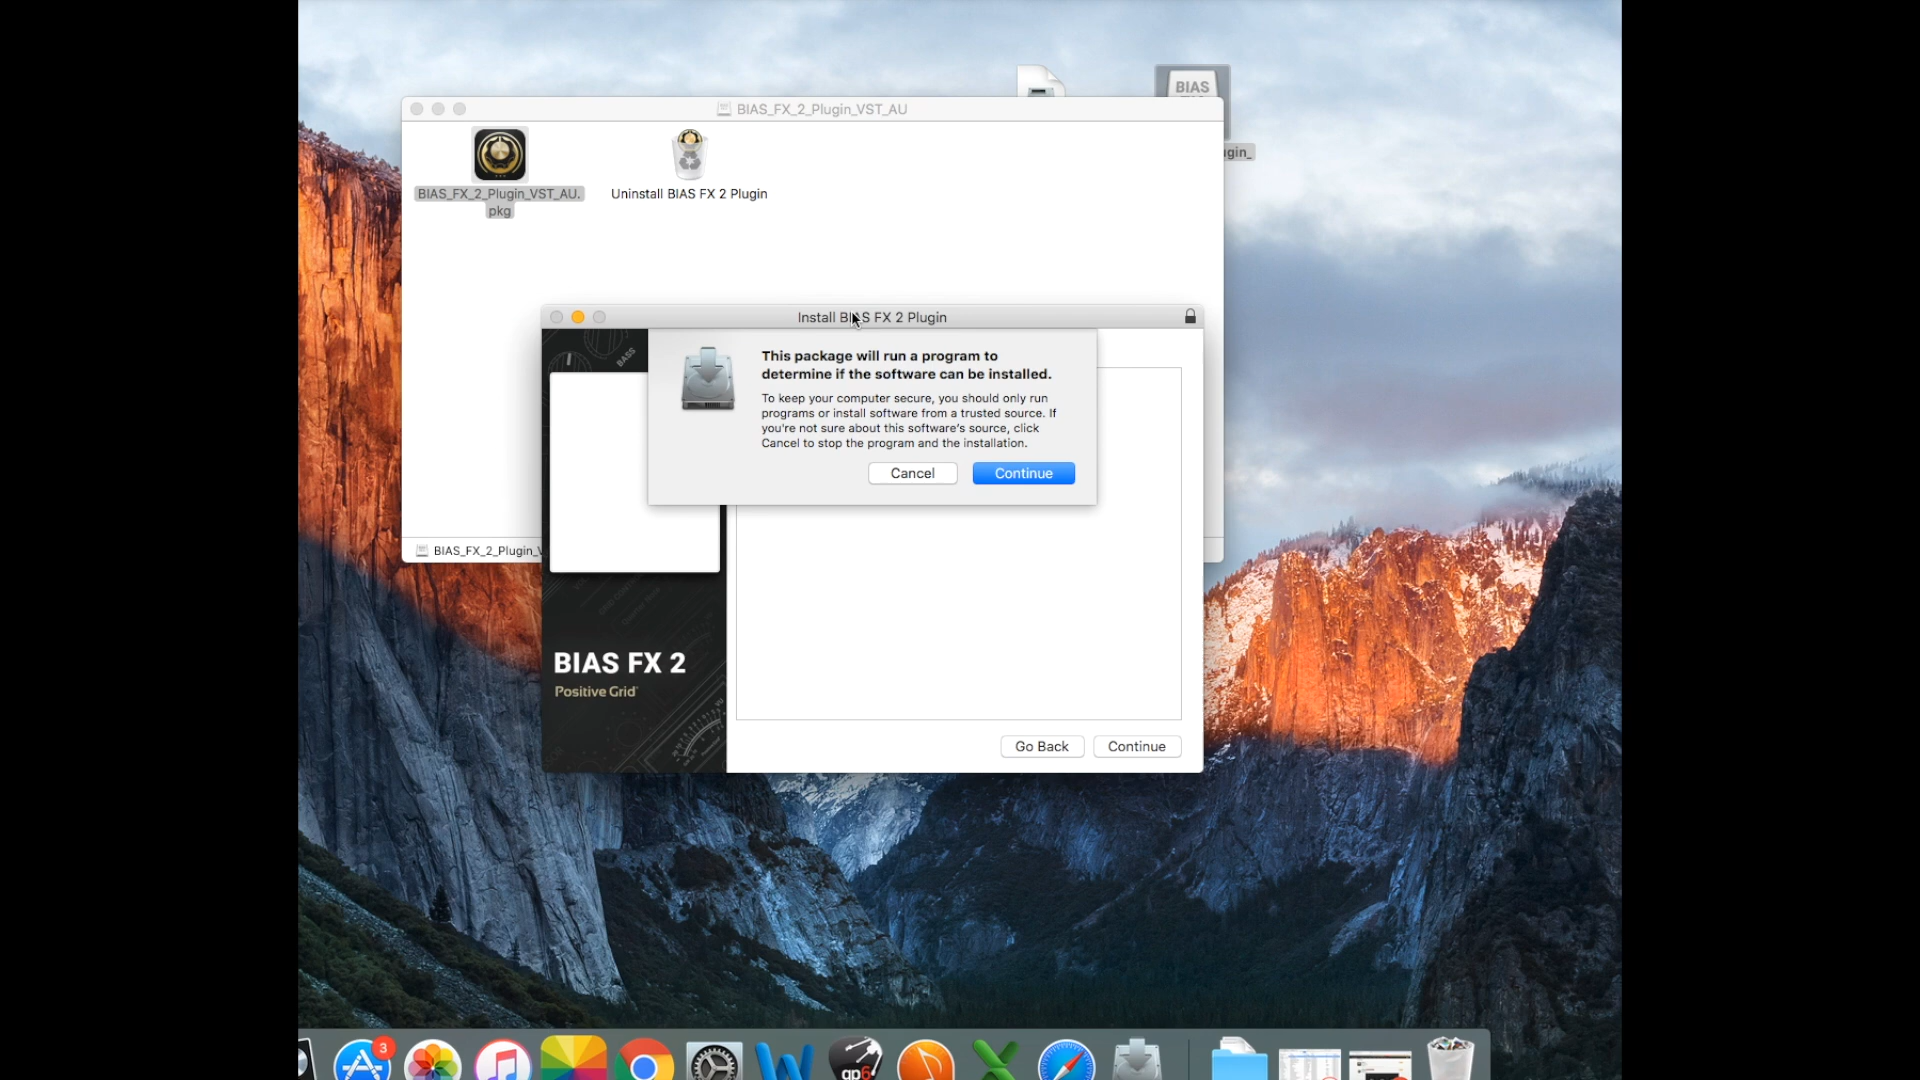 BIAS
BIAS_FX_2_Plugin_VST_AU
gin_
BIAS_FX_2_Plugin_VST_AU.
pkg
Uninstall BIAS FX 2 Plugin
Install BIAS FX 2 Plugin
BASS
This package will run a program to
determine if the software can be installed.
To keep your computer secure, you should only run
programs or install software from a trusted source. If
you're not sure about this software's source, click
Cancel to stop the program and the installation.
Cancel
Continue
BIAS_FX_2_Plugin_V
BIAS FX 2
Positive Grid
Go Back
Continue
3
ap6